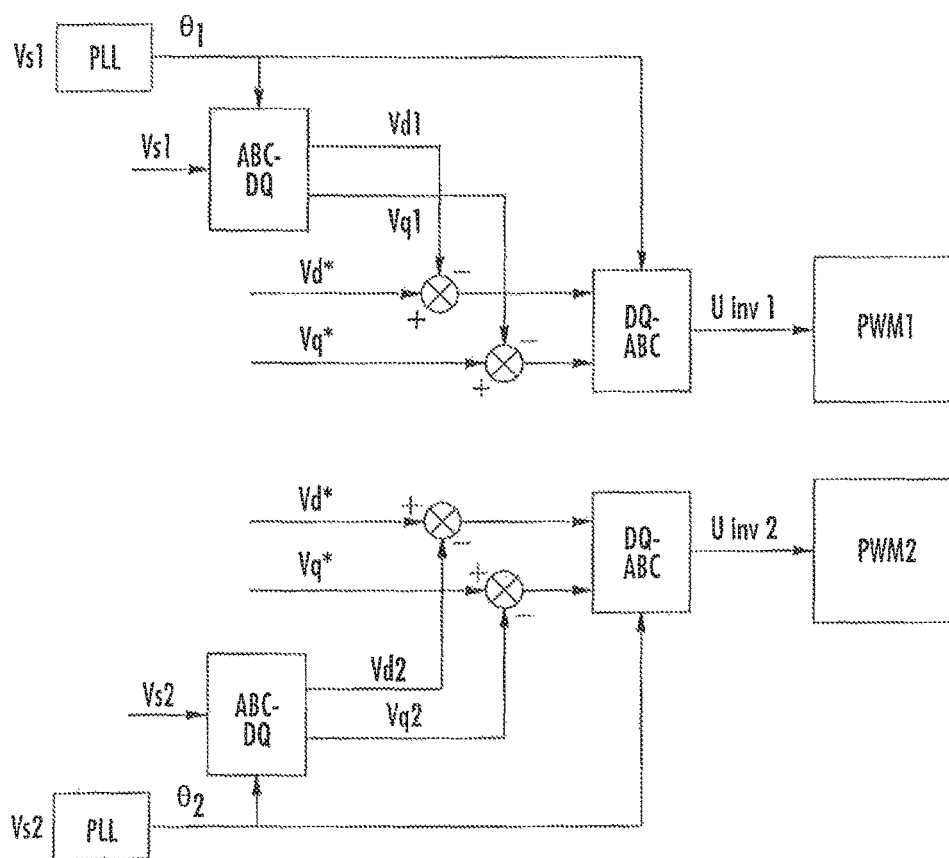 θ1
Vs1
PLL
Vd1
Vs1
ABC-
DQ
Vq1
Vd*
−
+
DQ-
ABC
U inv 1
PWM1
Vq*
−
+
Vd*
+
−
DQ-
ABC
U inv 2
PWM2
Vq*
+
−
Vd2
Vs2
ABC-
DQ
Vq2
θ2
Vs2
PLL